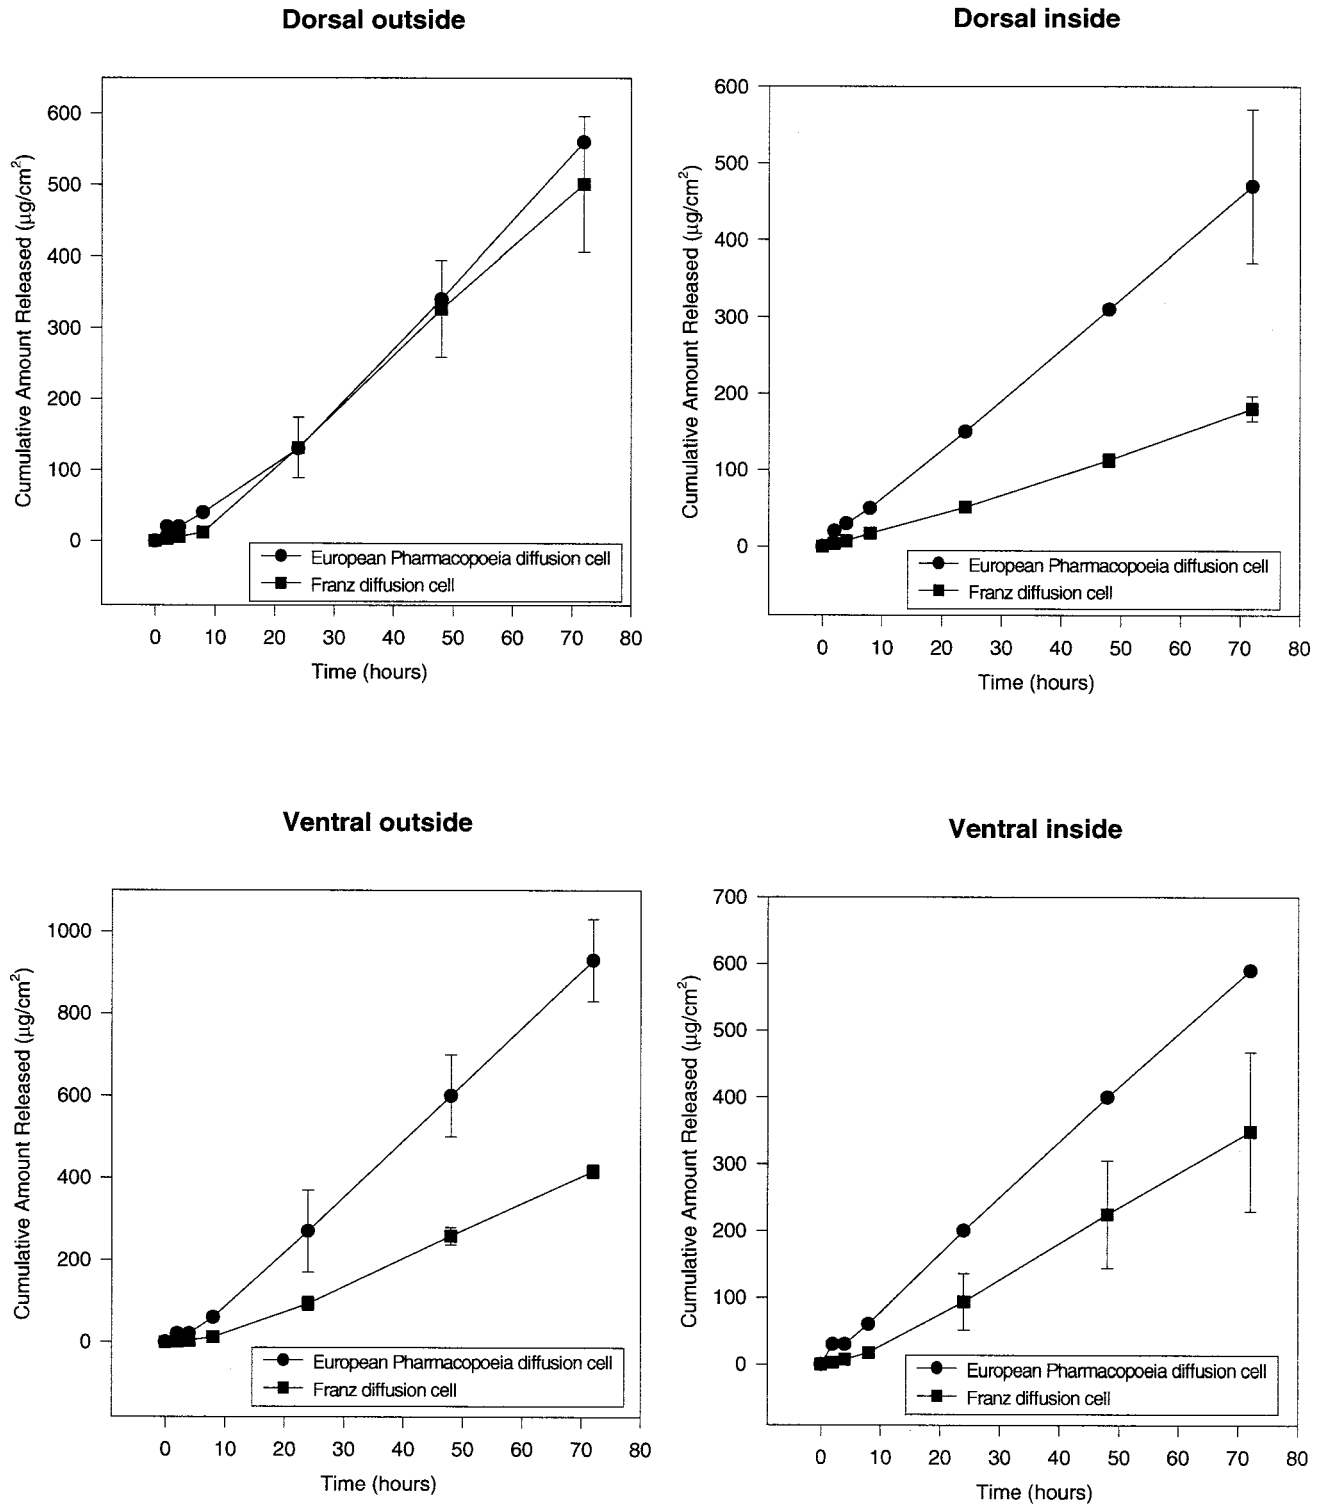 Dorsal outside
Cumulative Amount Released (µg/cm²)
600
500
400
300
200
100
0
European Pharmacopoeia diffusion cell
Franz diffusion cell
0 10 20 30 40 50 60 70 80
Time (hours)
Dorsal inside
Cumulative Amount Released (µg/cm²)
600
500
400
300
200
100
0
European Pharmacopoeia diffusion cell
Franz diffusion cell
0 10 20 30 40 50 60 70 80
Time (hours)
Ventral outside
Cumulative Amount Released (µg/cm²)
1000
800
600
400
200
0
European Pharmacopoeia diffusion cell
Franz diffusion cell
0 10 20 30 40 50 60 70 80
Time (hours)
Ventral inside
Cumulative Amount Released (µg/cm²)
700
600
500
400
300
200
100
0
European Pharmacopoeia diffusion cell
Franz diffusion cell
0 10 20 30 40 50 60 70 80
Time (hours)